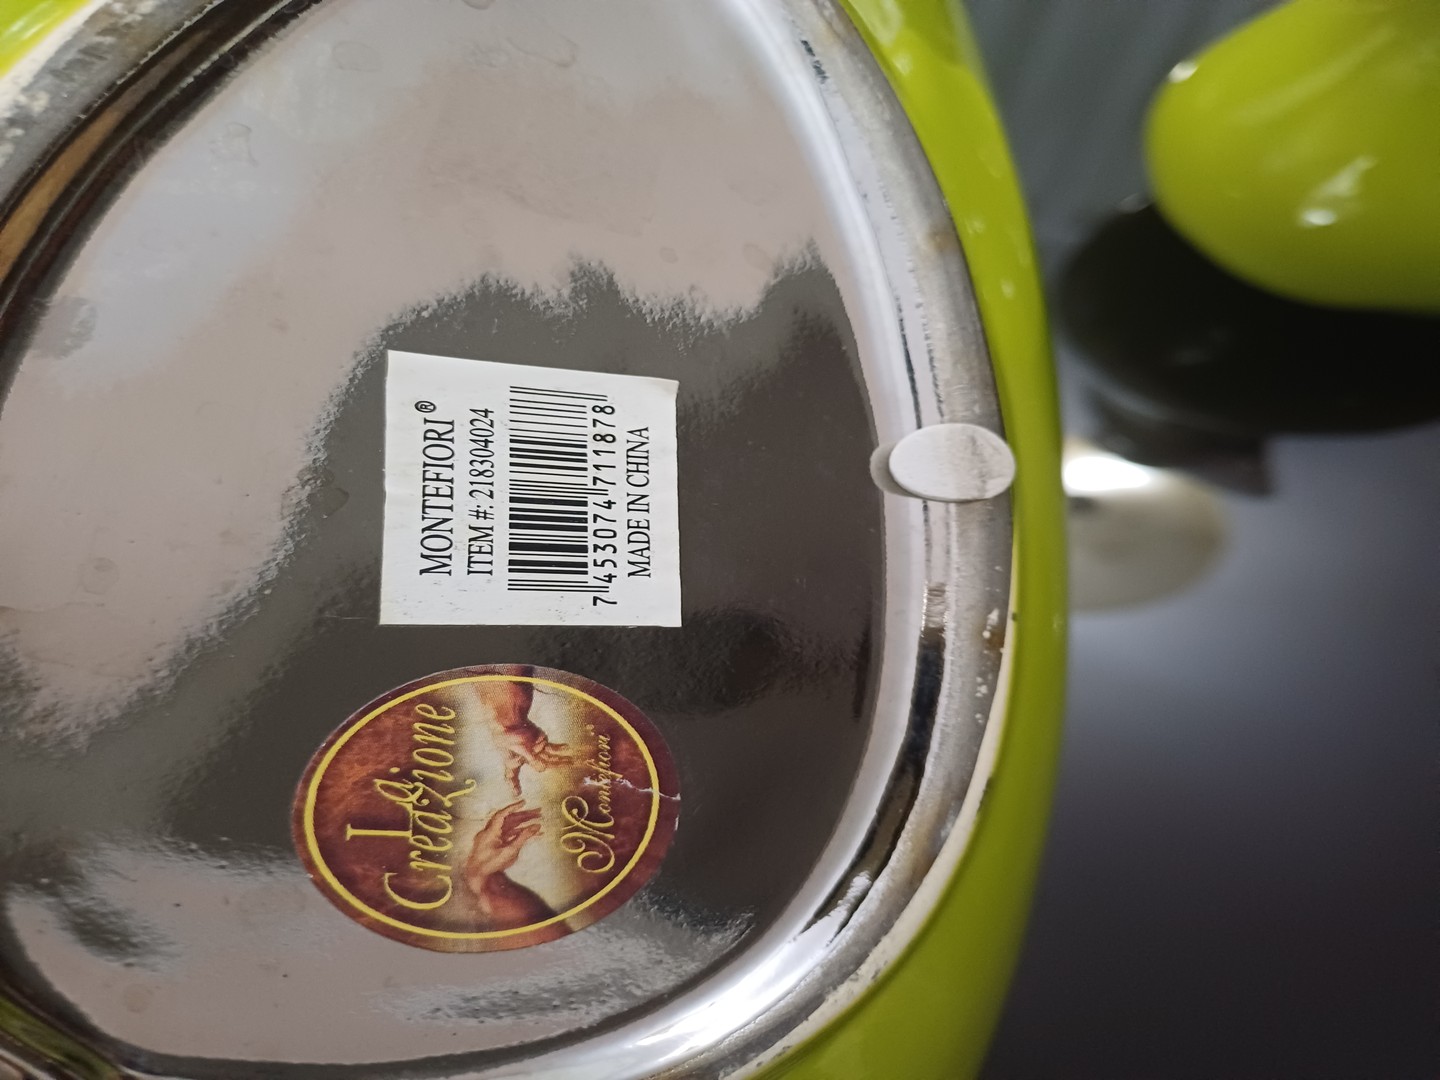 MONTEFIORI®
ITEM #: 218304024
7 453074 711878
MADE IN CHINA
La
Creazione
Montefiori